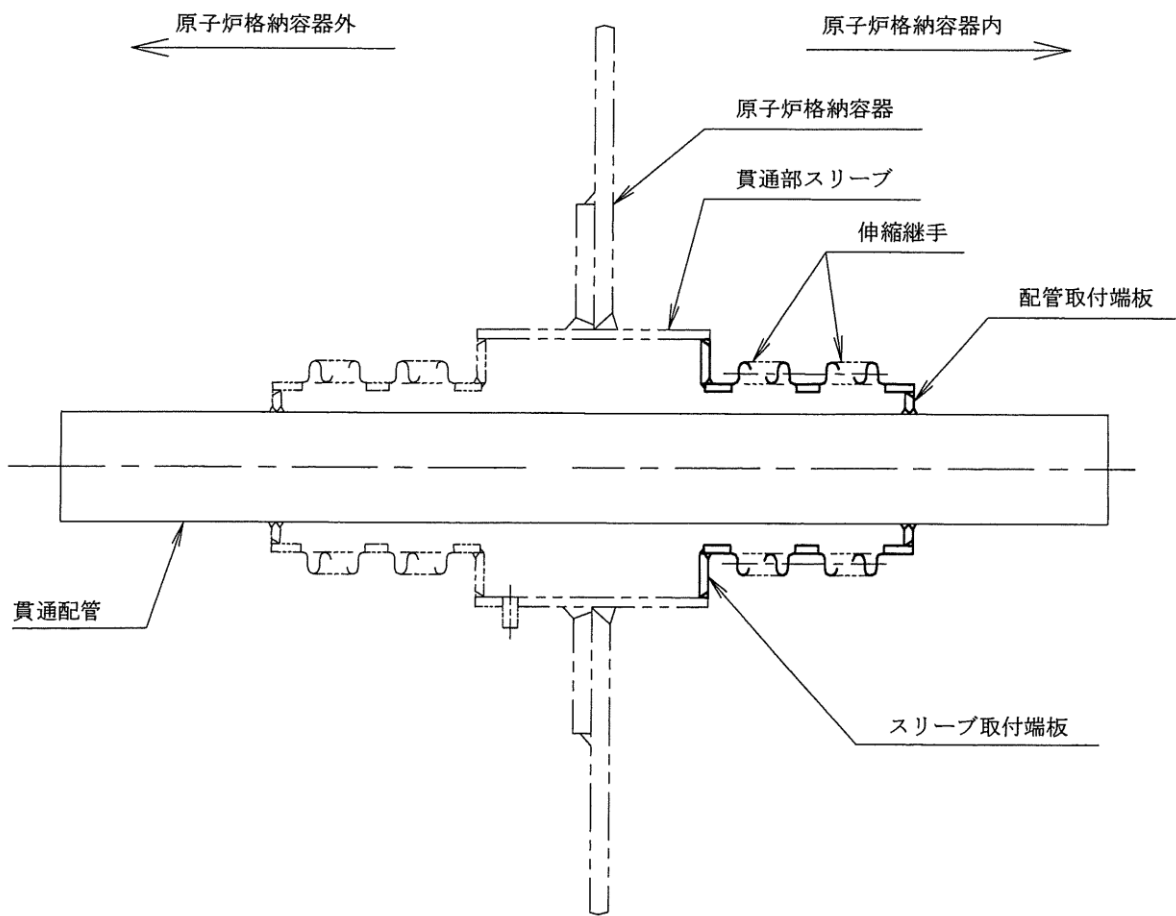 原子炉格納容器外
原子炉格納容器内
原子炉格納容器
貫通部スリーブ
伸縮継手
配管取付端板
貫通配管
スリーブ取付端板